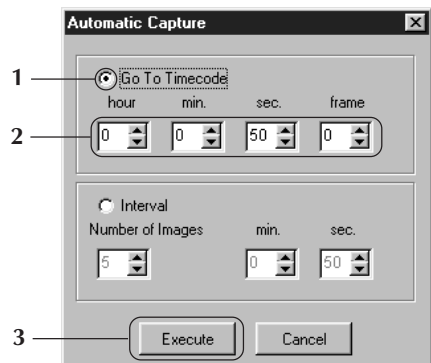 Automatic Capture
1
Go To Timecode
hour min. sec. frame
2
0 0 50 0
Interval
Number of Images min. sec.
5 0 50
3
Execute Cancel